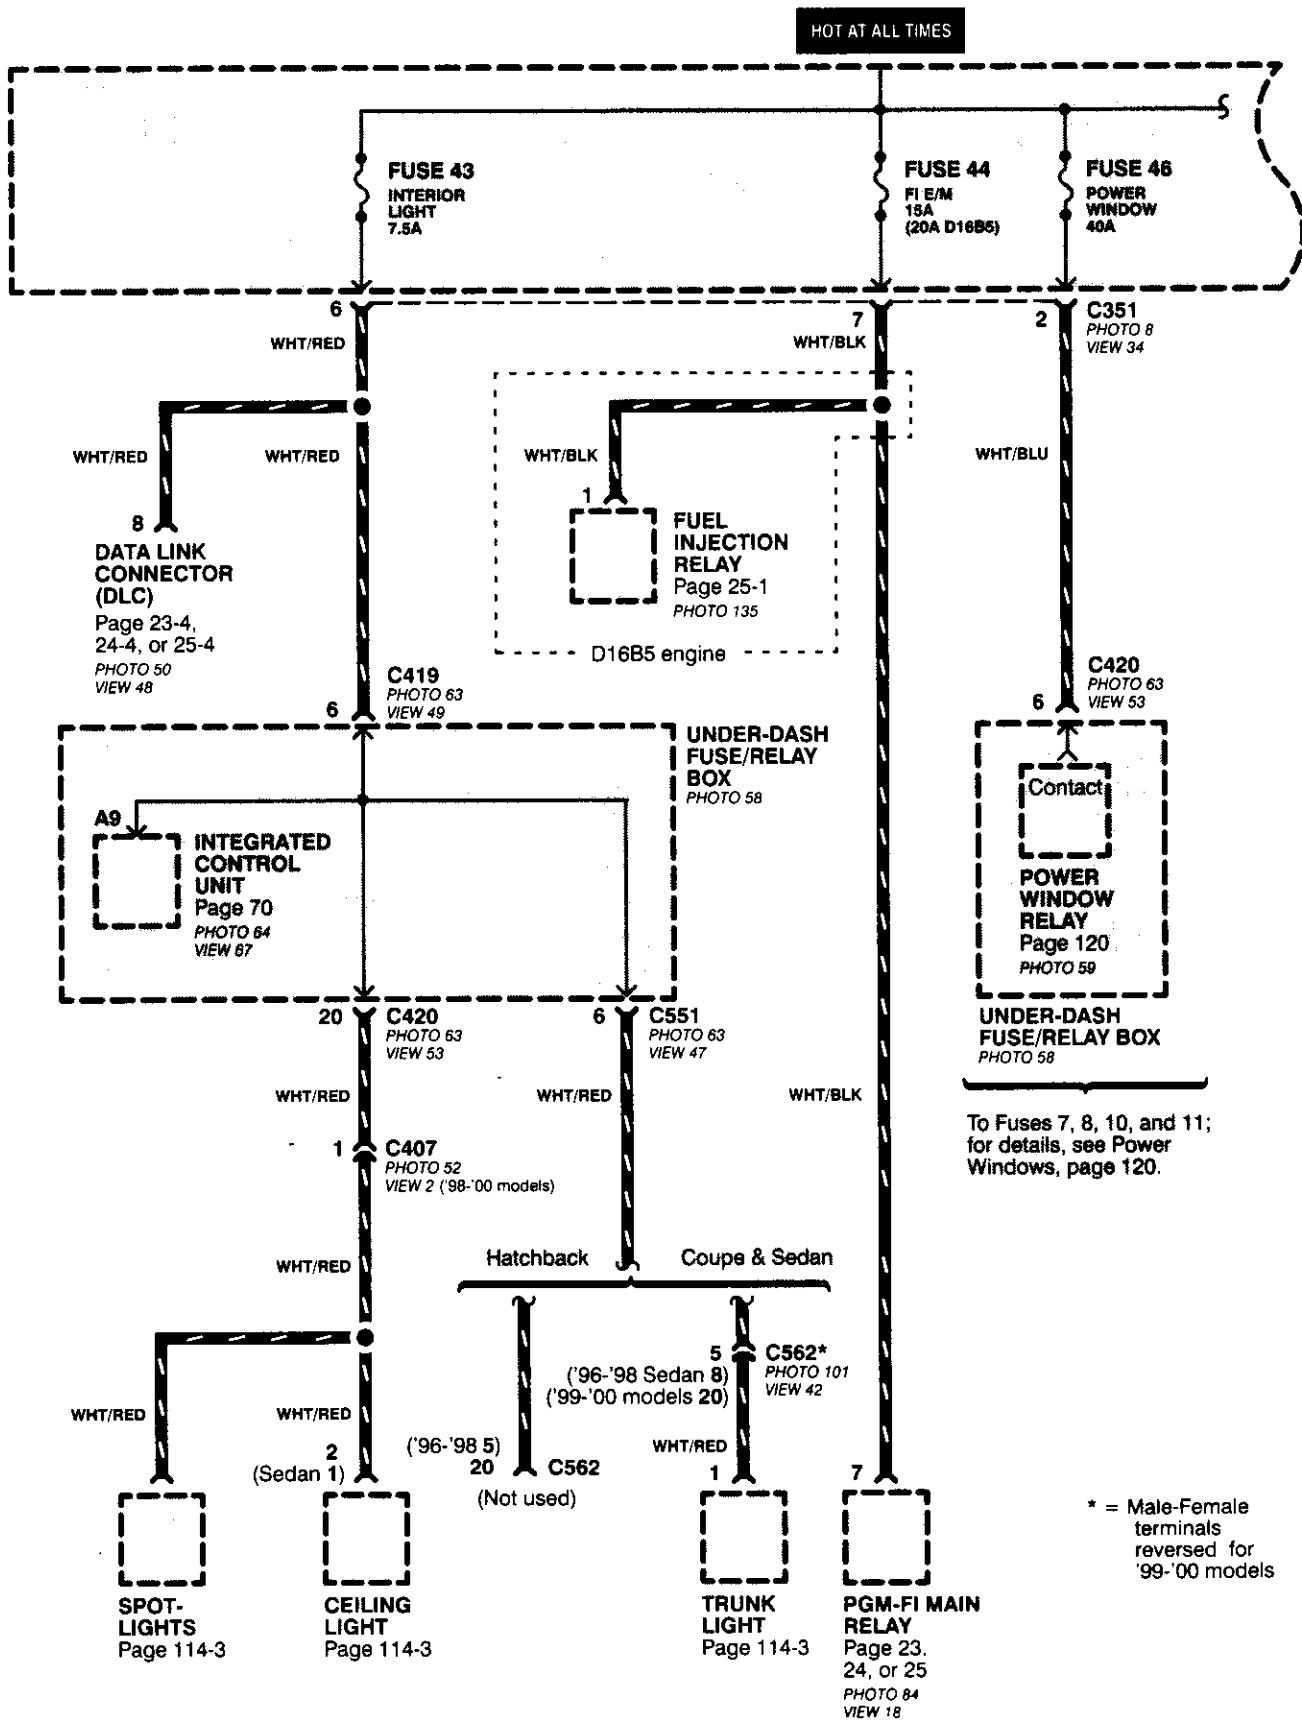 HOT AT ALL TIMES
FUSE 43
INTERIOR
LIGHT
7.5A
FUSE 44
FI E/M
15A
(20A D16B5)
FUSE 46
POWER
WINDOW
40A
6
7
2
C351
PHOTO 8
VIEW 34
WHT/RED
WHT/BLK
WHT/RED
WHT/RED
WHT/BLK
WHT/BLU
8
DATA LINK
CONNECTOR
(DLC)
Page 23-4,
24-4, or 25-4
PHOTO 50
VIEW 48
1
FUEL
INJECTION
RELAY
Page 25-1
PHOTO 135
D16B5 engine
C419
PHOTO 63
VIEW 49
6
C420
PHOTO 63
VIEW 53
6
UNDER-DASH
FUSE/RELAY
BOX
PHOTO 58
A9
INTEGRATED
CONTROL
UNIT
Page 70
PHOTO 64
VIEW 67
Contact
POWER
WINDOW
RELAY
Page 120
PHOTO 59
UNDER-DASH
FUSE/RELAY BOX
PHOTO 58
20
C420
PHOTO 63
VIEW 53
6
C551
PHOTO 63
VIEW 47
WHT/RED
WHT/RED
WHT/BLK
To Fuses 7, 8, 10, and 11;
for details, see Power
Windows, page 120.
1
C407
PHOTO 52
VIEW 2 ('98-'00 models)
WHT/RED
Hatchback
Coupe & Sedan
5
C562*
PHOTO 101
VIEW 42
('96-'98 Sedan 8)
('99-'00 models 20)
WHT/RED
WHT/RED
WHT/RED
2
(Sedan 1)
('96-'98 5)
20
C562
(Not used)
1
7
* = Male-Female
terminals
reversed for
'99-'00 models
SPOT-
LIGHTS
Page 114-3
CEILING
LIGHT
Page 114-3
TRUNK
LIGHT
Page 114-3
PGM-FI MAIN
RELAY
Page 23.
24, or 25
PHOTO 84
VIEW 18